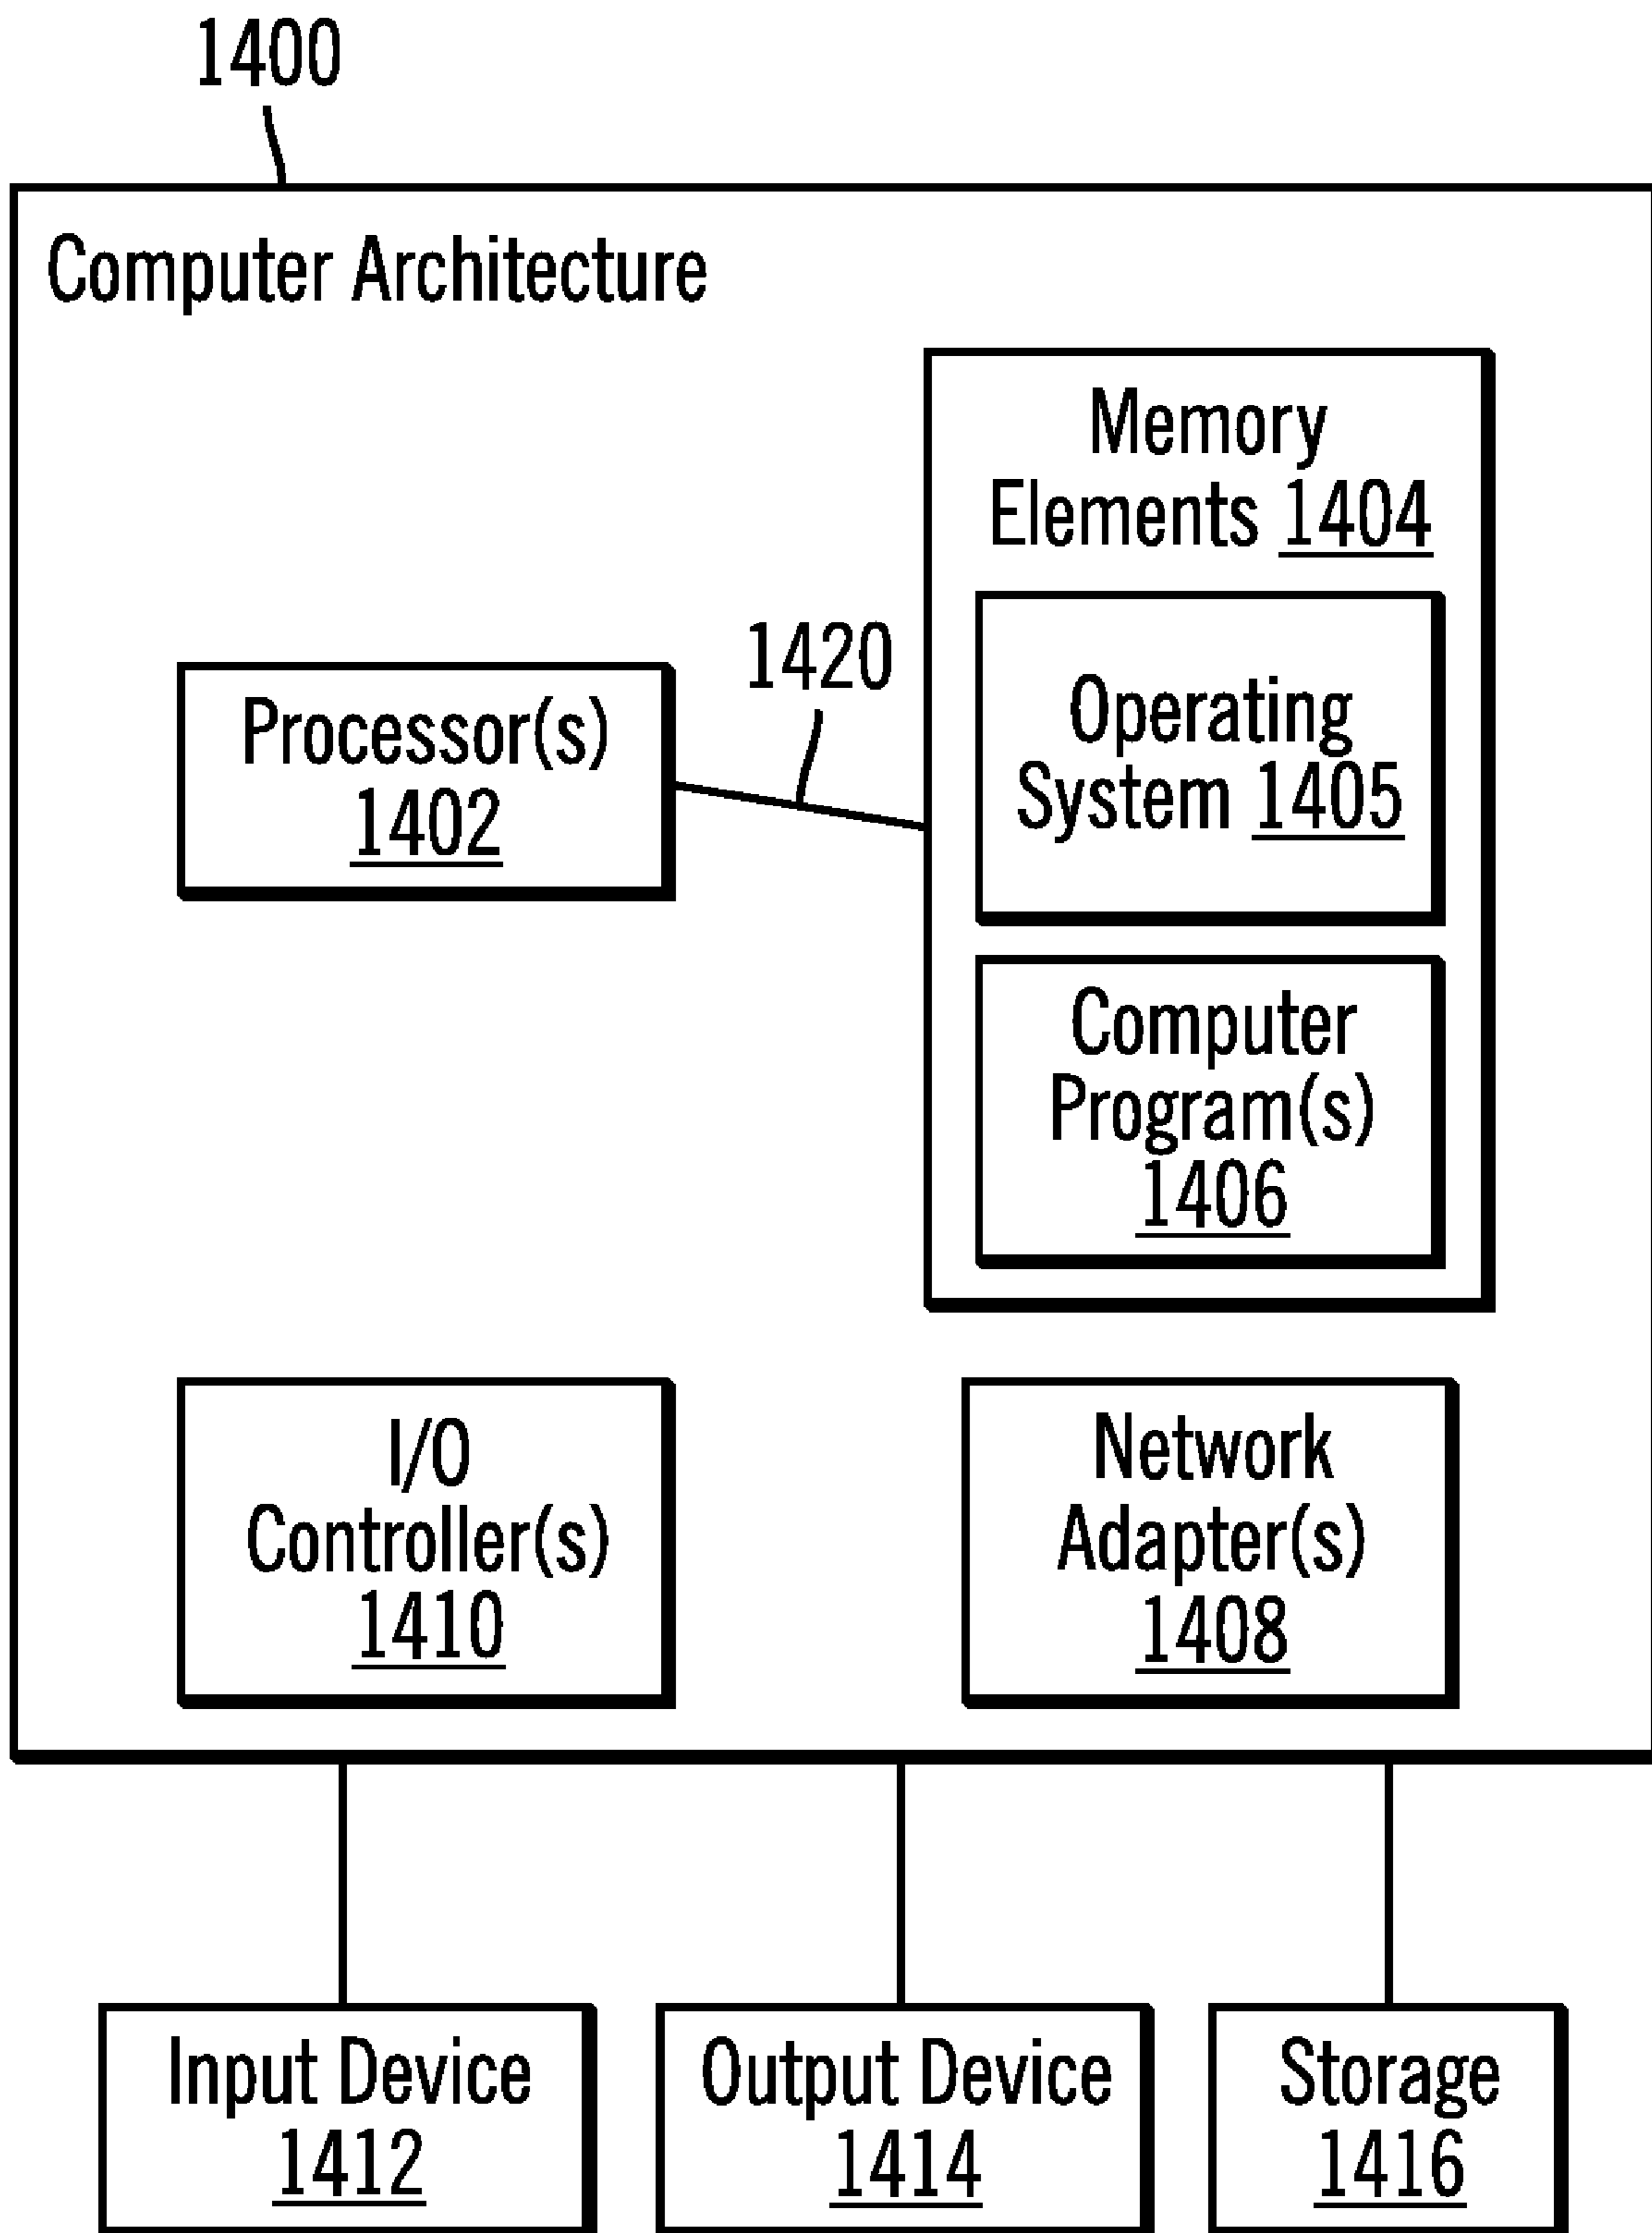 1400
Computer Architecture
Memory
Elements 1404
Operating
System 1405
1420
Processor(s)
1402
Computer
Program(s)
1406
I/O
Controller(s)
1410
Network
Adapter(s)
1408
Input Device
1412
Output Device
1414
Storage
1416